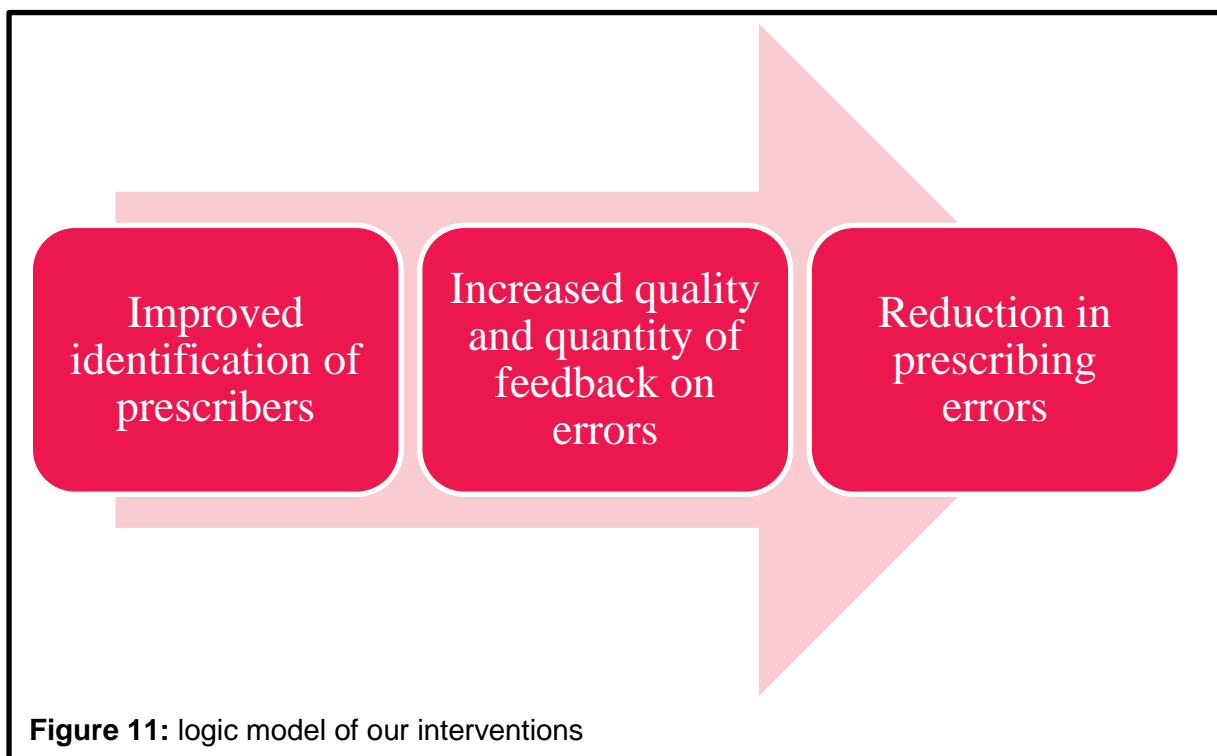 Improved
identification of
prescribers
Increased quality
and quantity of
feedback on
errors
Reduction in
prescribing
errors
Figure 11: logic model of our interventions